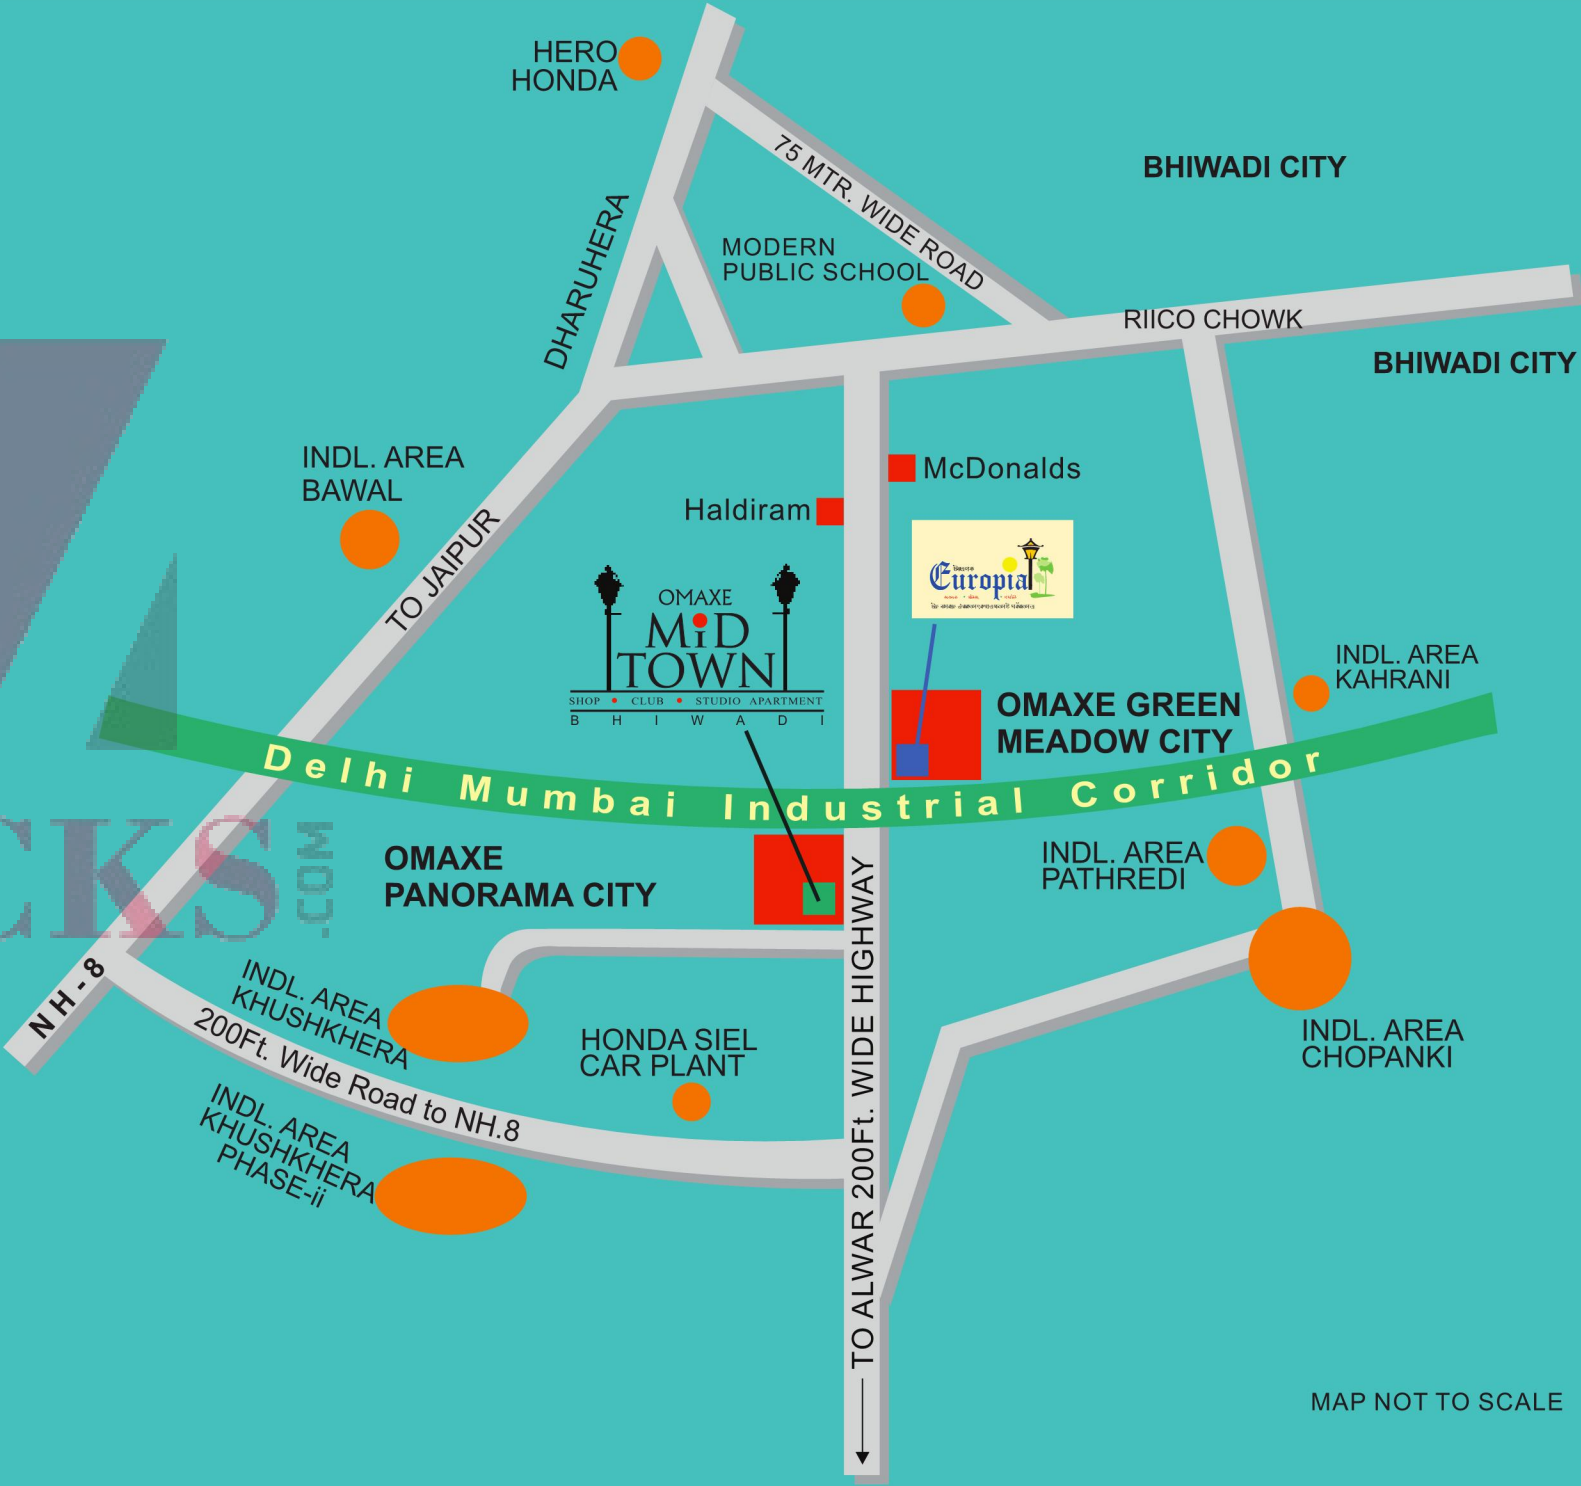 HERO
HONDA
75 MTR. WIDE ROAD
BHIWADI CITY
DHARUHERA
MODERN
PUBLIC SCHOOL
RIICO CHOWK
BHIWADI CITY
INDL. AREA
BAWAL
McDonalds
Haldiram
TO JAIPUR
Europia
OMAXE
MiD
TOWN
SHOP • CLUB • STUDIO APARTMENT
BHIWADI
INDL. AREA
KAHRANI
OMAXE GREEN
MEADOW CITY
Delhi Mumbai Industrial Corridor
CKS
.COM
OMAXE
PANORAMA CITY
INDL. AREA
PATHREDI
NH-8
INDL. AREA
KHUSHKHERA
200Ft. Wide Road to NH.8
HONDA SIEL
CAR PLANT
TO ALWAR 200Ft. WIDE HIGHWAY
INDL. AREA
CHOPANKI
INDL. AREA
KHUSHKHERA
PHASE-ii
MAP NOT TO SCALE